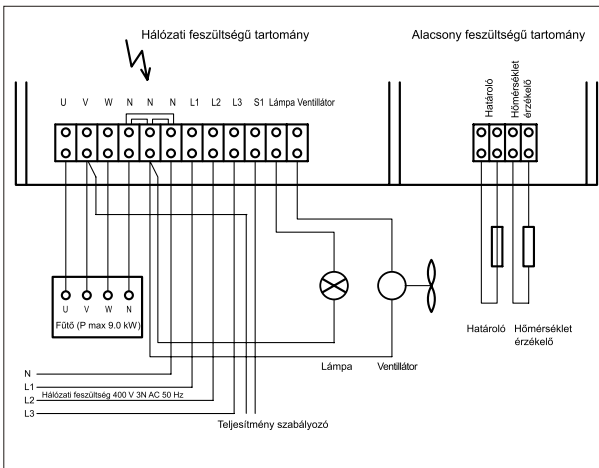 Hálózati feszültségű tartomány
Alacsony feszültségű tartomány
U V W N N N L1 L2 L3 S1 Lámpa Ventillátor
Határoló
Hőmérséklet
érzékelő
U V W N
Fűtő (P max 9.0 kW)
Határoló
Hőmérséklet
érzékelő
Lámpa
Ventillátor
N
L1
Hálózati feszültség 400 V 3N AC 50 Hz
L2
L3
Teljesítmény szabályozó